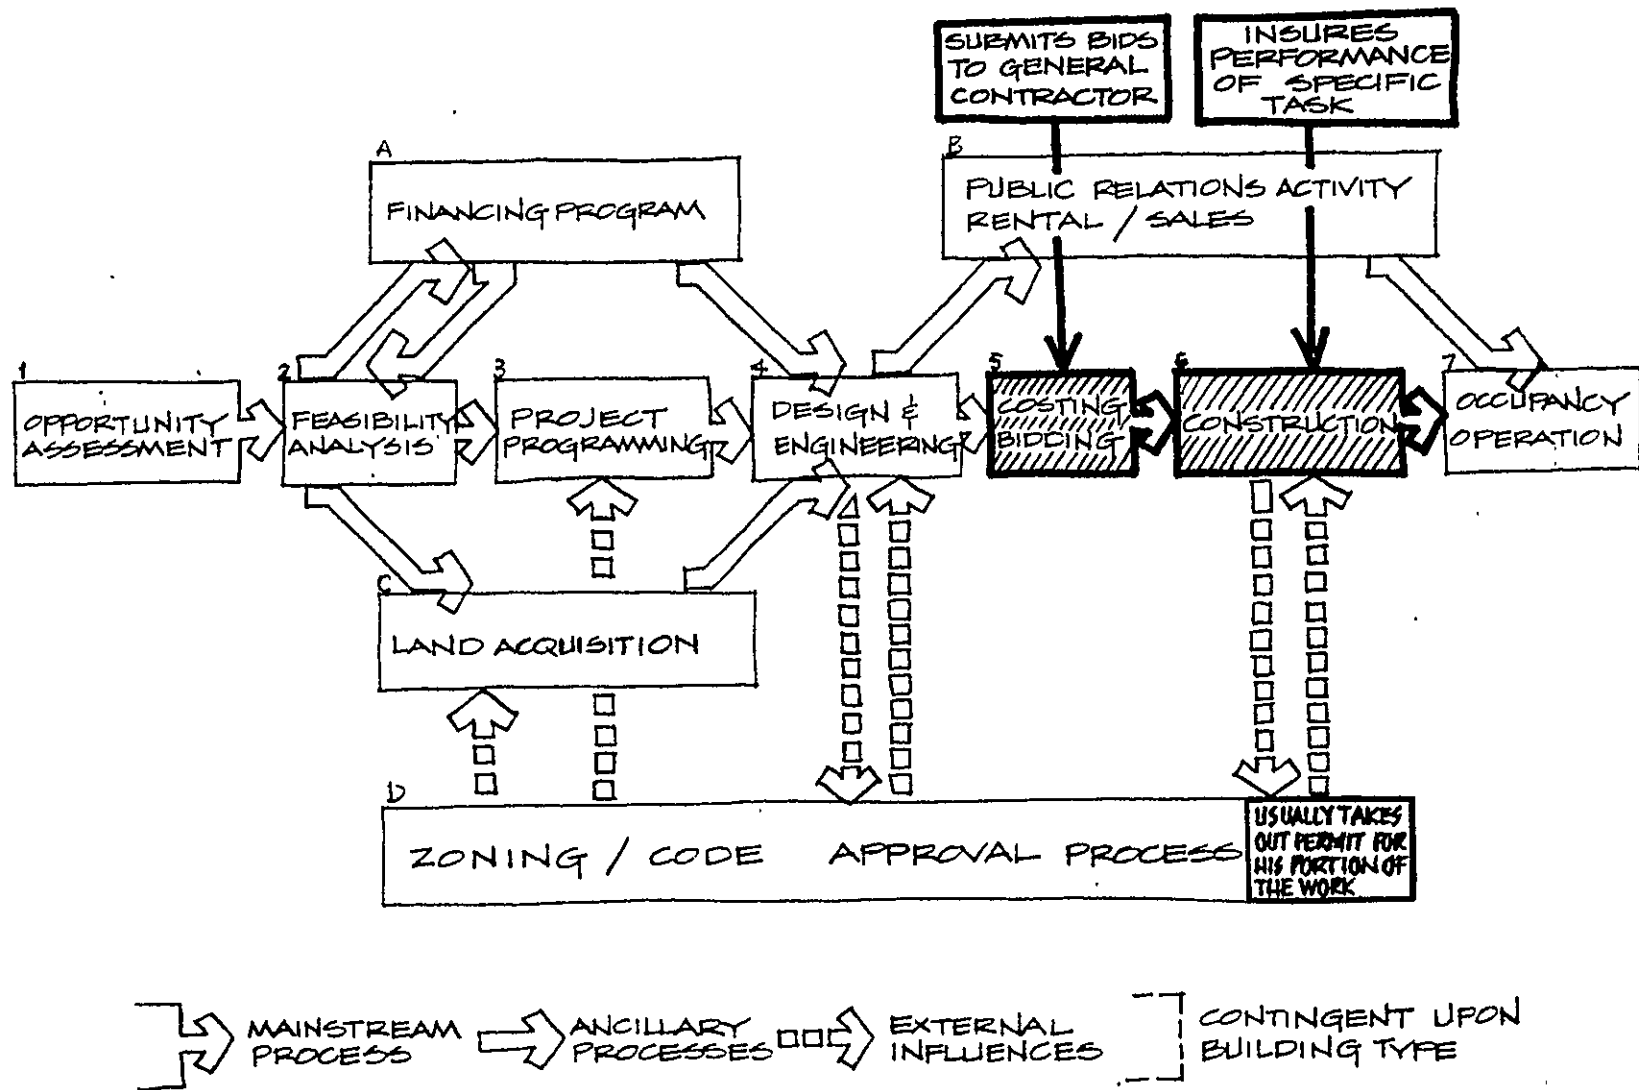 SUBMITS BIDS
TO GENERAL
CONTRACTOR
INSURES
PERFORMANCE
OF SPECIFIC
TASK
A
FINANCING PROGRAM
B
PUBLIC RELATIONS ACTIVITY
RENTAL / SALES
1
OPPORTUNITY
ASSESSMENT
2
FEASIBILITY
ANALYSIS
3
PROJECT
PROGRAMMING
4
DESIGN &
ENGINEERING
5
COSTING
BIDDING
6
CONSTRUCTION
7
OCCUPANCY
OPERATION
C
LAND ACQUISITION
D
ZONING / CODE APPROVAL PROCESS
USUALLY TAKES
OUT PERMIT FOR
HIS PORTION OF
THE WORK
MAINSTREAM
PROCESS
ANCILLARY
PROCESSES
EXTERNAL
INFLUENCES
CONTINGENT UPON
BUILDING TYPE